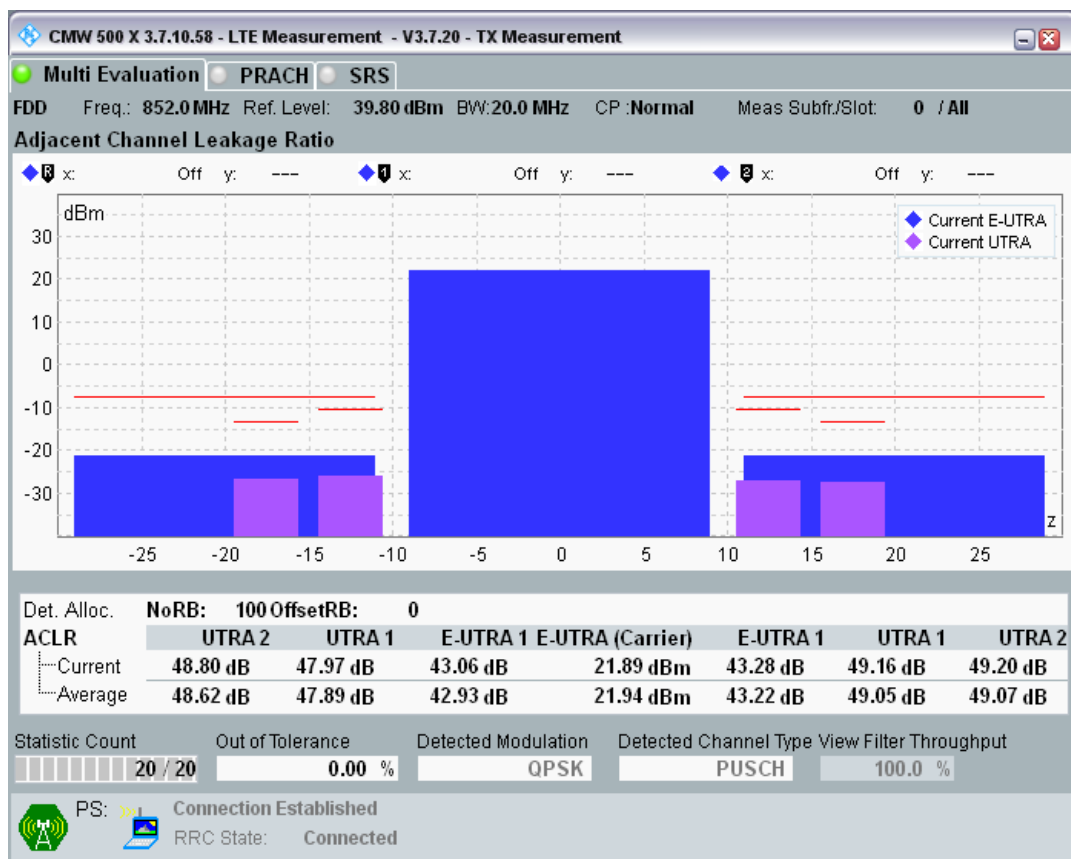 CMW 500 X 3.7.10.58 - LTE Measurement - V3.7.20 - TX Measurement
Multi Evaluation PRACH SRS
FDD Freq.: 852.0 MHz Ref. Level: 39.80 dBm BW: 20.0 MHz CP :Normal Meas Subfr./Slot: 0 / All
Adjacent Channel Leakage Ratio
R x: Off y: --- 1 x: Off y: --- 2 x: Off y: ---
dBm
Current E-UTRA
Current UTRA
30
20
10
0
-10
-20
-30
z
-25 -20 -15 -10 -5 0 5 10 15 20 25
Det. Alloc. NoRB: 100 OffsetRB: 0
ACLR UTRA 2 UTRA 1 E-UTRA 1 E-UTRA (Carrier) E-UTRA 1 UTRA 1 UTRA 2
Current 48.80 dB 47.97 dB 43.06 dB 21.89 dBm 43.28 dB 49.16 dB 49.20 dB
Average 48.62 dB 47.89 dB 42.93 dB 21.94 dBm 43.22 dB 49.05 dB 49.07 dB
Statistic Count Out of Tolerance Detected Modulation Detected Channel Type View Filter Throughput
20 / 20 0.00 % QPSK PUSCH 100.0 %
PS: Connection Established
RRC State: Connected